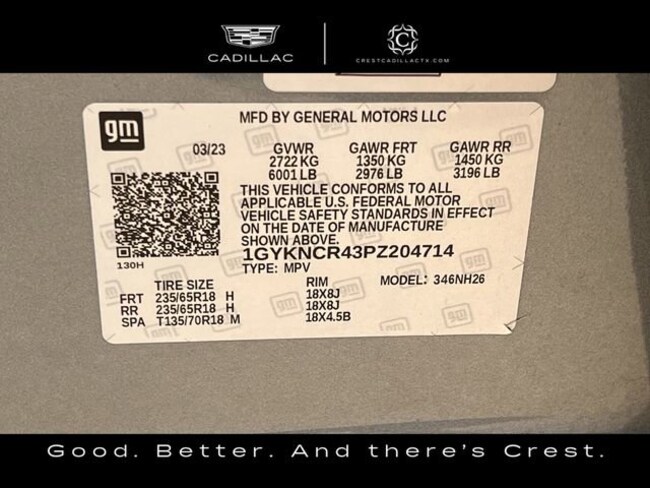 CADILLAC
C
CRESTCADILLACTX.COM
gm
MFD BY GENERAL MOTORS LLC
03/23 GVWR GAWR FRT GAWR RR
2722 KG 1350 KG 1450 KG
6001 LB 2976 LB 3196 LB
THIS VEHICLE CONFORMS TO ALL
APPLICABLE U.S. FEDERAL MOTOR
VEHICLE SAFETY STANDARDS IN EFFECT
ON THE DATE OF MANUFACTURE
SHOWN ABOVE.
1GYKNCR43PZ204714
130H
TYPE: MPV MODEL: 346NH26
TIRE SIZE RIM
FRT 235/65R18 H 18X8J
RR 235/65R18 H 18X8J
SPA T135/70R18 M 18X4.5B
Good. Better. And there's Crest.